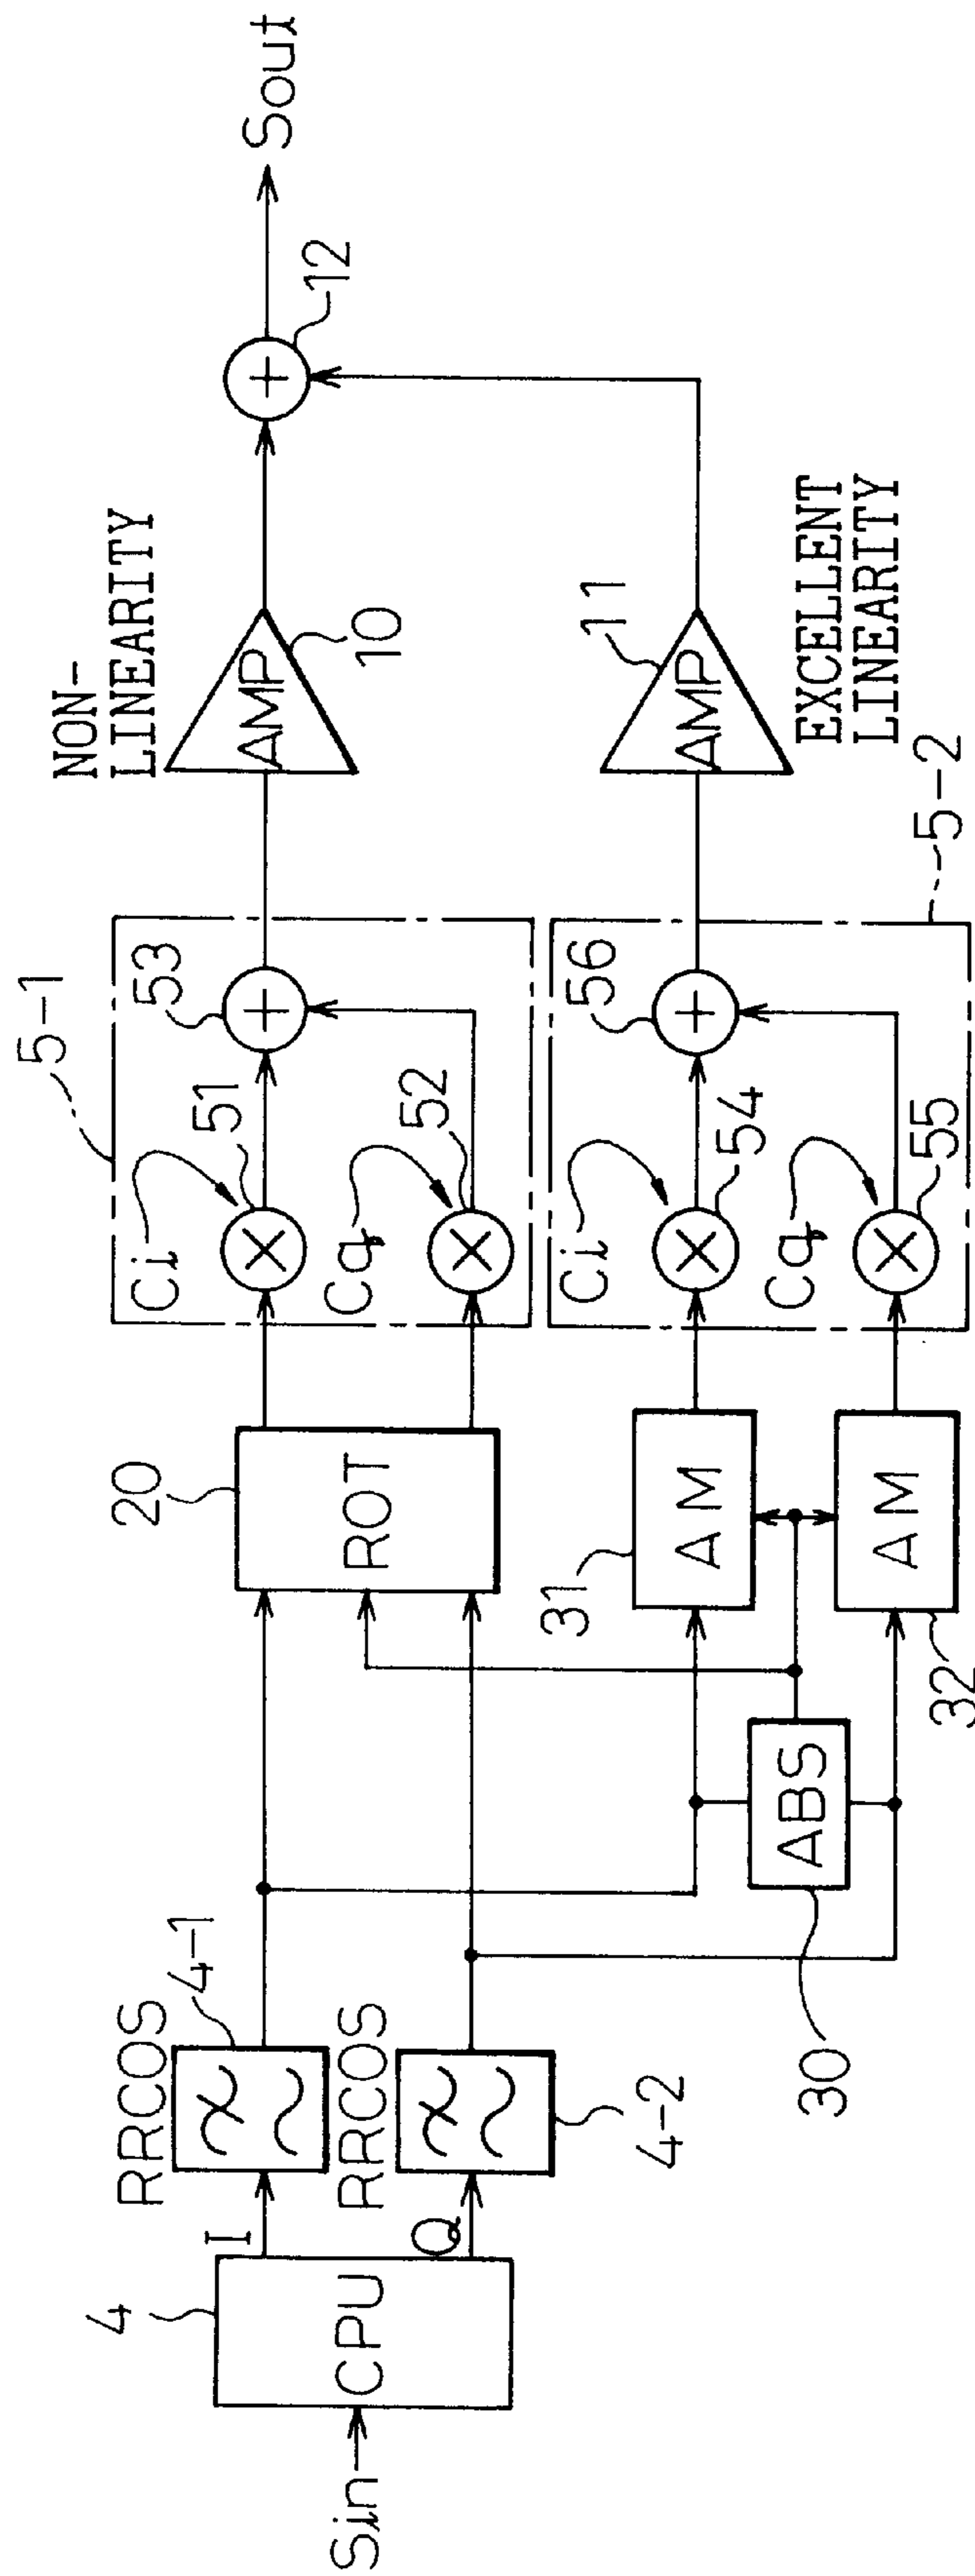 Sin
4
CPU
I
Q
RRCOS
4-1
RRCOS
4-2
20
ROT
30
ABS
31
AM
32
AM
5-1
Ci
51
Cq
52
53
Ci
54
Cq
55
56
5-2
NON-
LINEARITY
AMP
10
11
AMP
EXCELLENT
LINEARITY
12
Sout